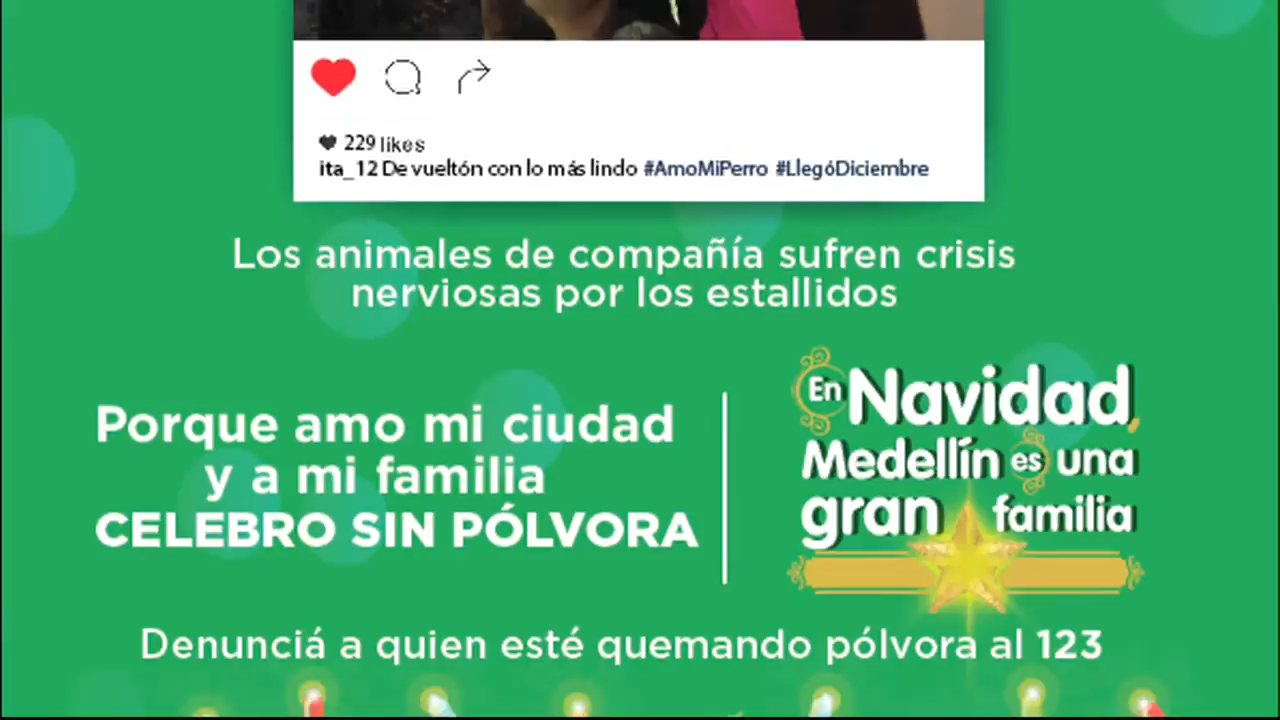 229 likes
ita_12 De vueltón con lo más lindo #AmoMiPerro #LlegóDiciembre
Los animales de compañía sufren crisis
nerviosas por los estallidos
Porque amo mi ciudad
y a mi familia
CELEBRO SIN PÓLVORA
En Navidad,
Medellín es una
gran familia
Denunciá a quien esté quemando pólvora al 123